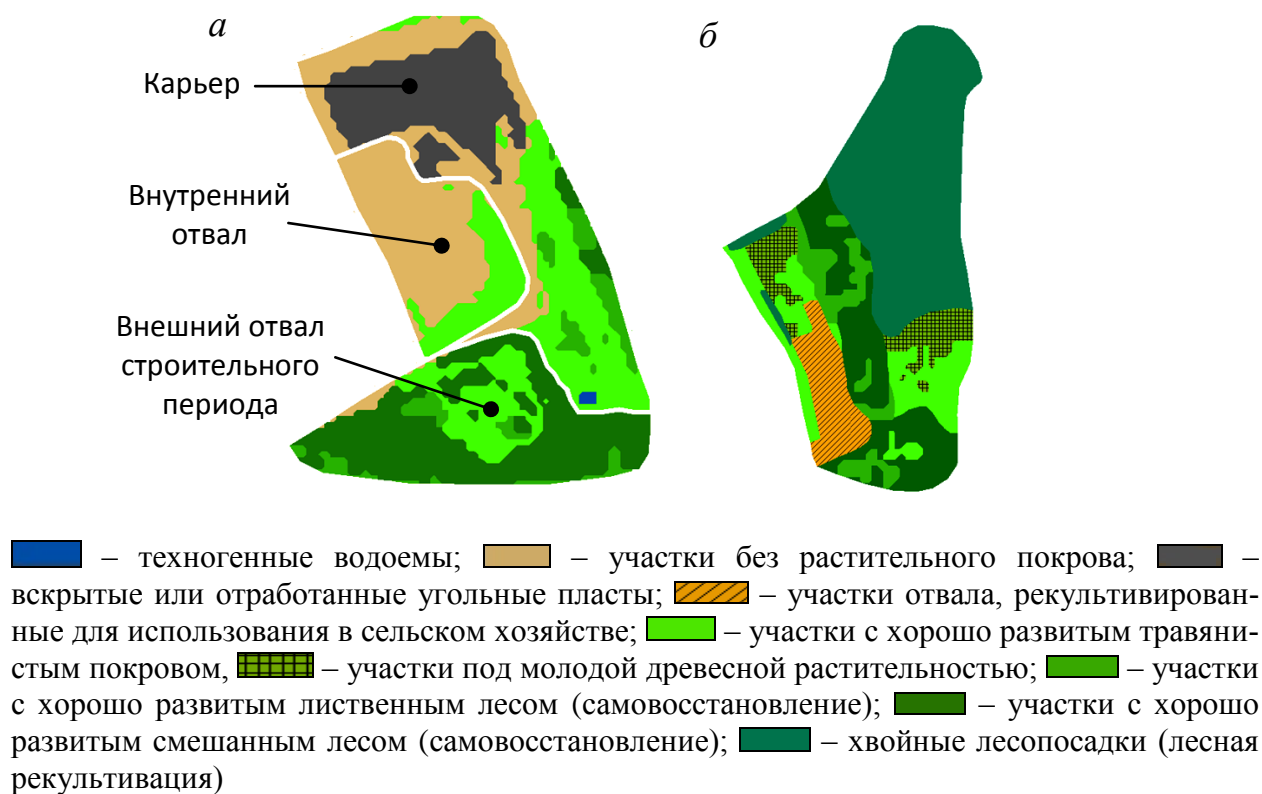 а
б
Карьер
Внутренний
отвал
Внешний отвал
строительного
периода
– техногенные водоемы; – участки без растительного покрова; –
вскрытые или отработанные угольные пласты; – участки отвала, рекультивирован-
ные для использования в сельском хозяйстве; – участки с хорошо развитым травяни-
стым покровом, – участки под молодой древесной растительностью; – участки
с хорошо развитым лиственным лесом (самовосстановление); – участки с хорошо
развитым смешанным лесом (самовосстановление); – хвойные лесопосадки (лесная
рекультивация)